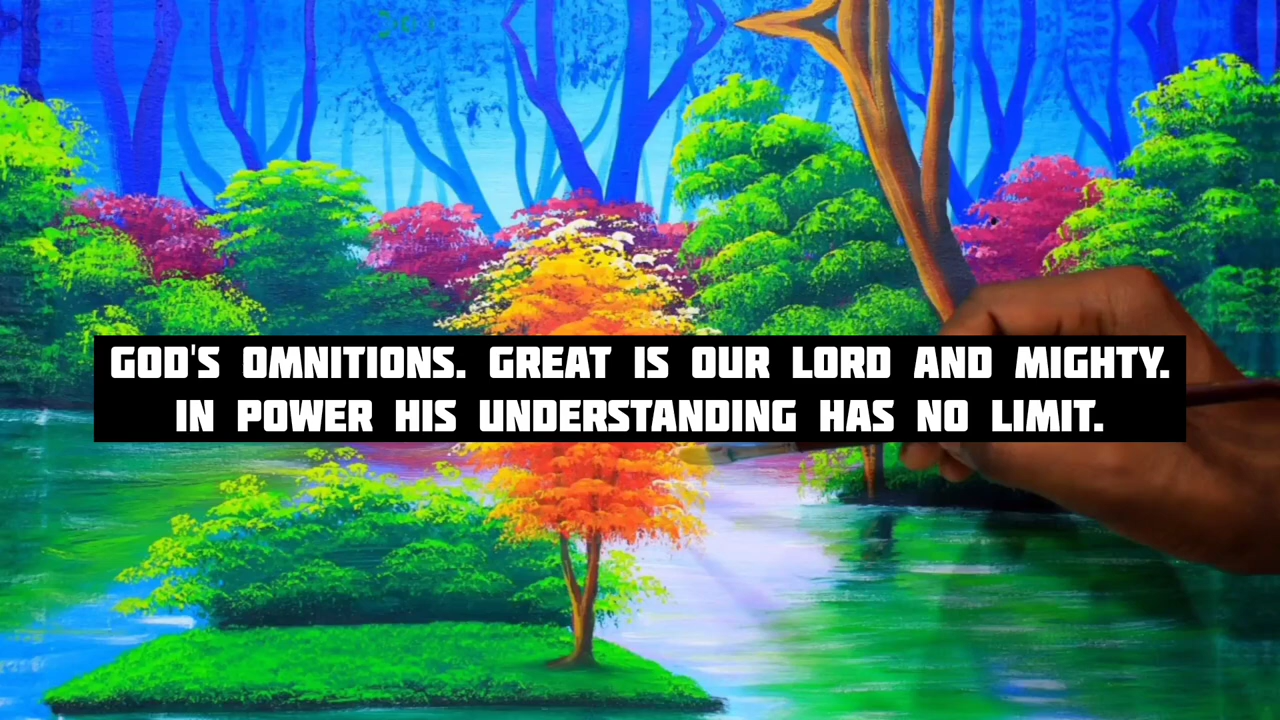 GOD'S OMNITIONS. GREAT IS OUR LORD AND MIGHTY.
IN POWER HIS UNDERSTANDING HAS NO LIMIT.